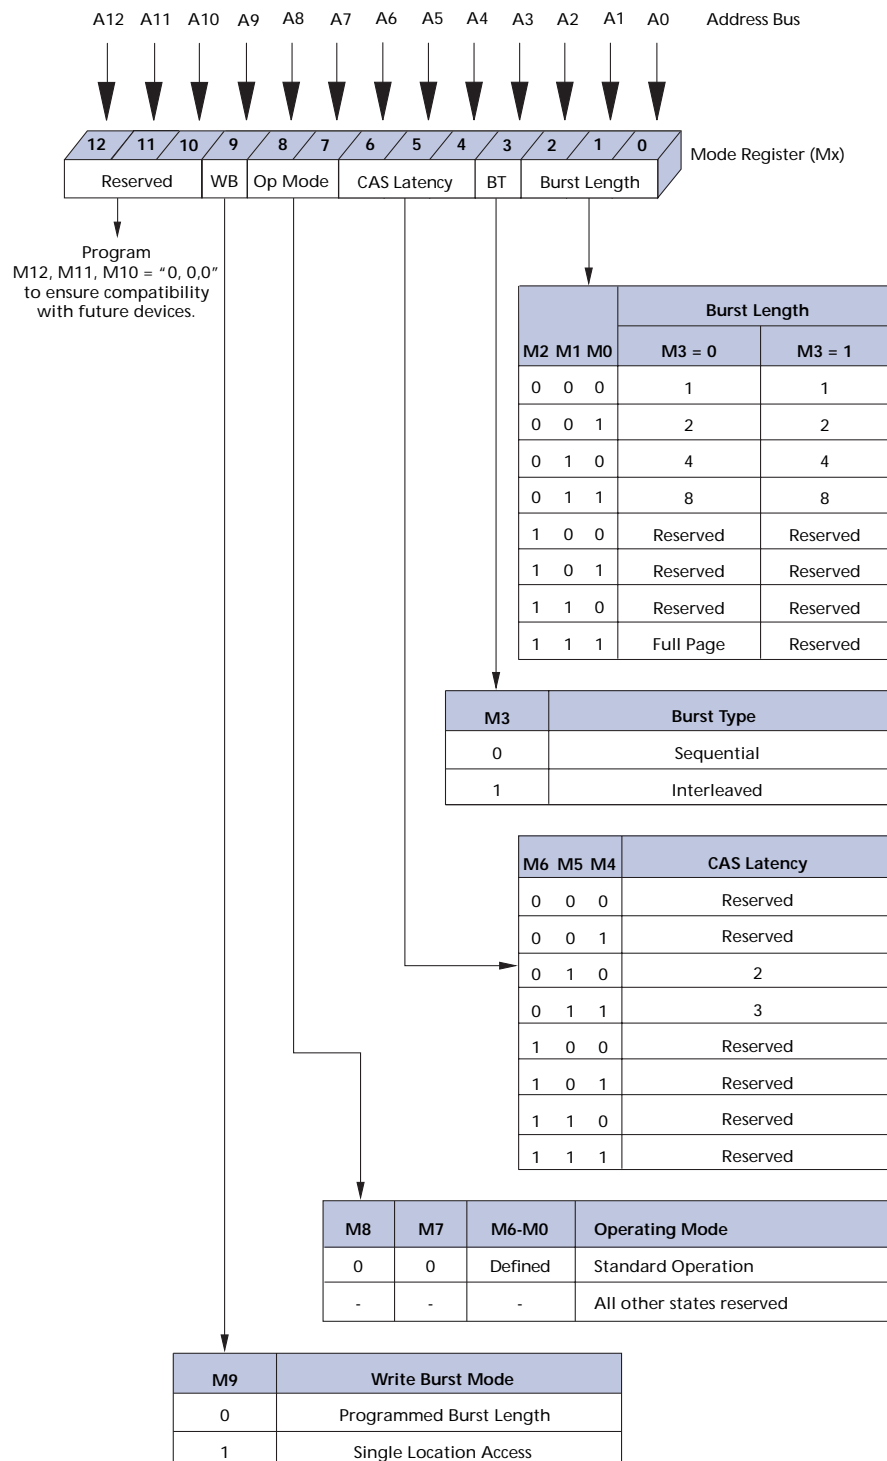 A12 A11 A10 A9 A8 A7 A6 A5 A4 A3 A2 A1 A0 Address Bus
12 11 10 9 8 7 6 5 4 3 2 1 0
Mode Register (Mx)
Reserved WB Op Mode CAS Latency BT Burst Length
Program
M12, M11, M10 = “0, 0,0”
to ensure compatibility
with future devices.
Burst Length
M2 M1 M0 M3 = 0 M3 = 1
0 0 0 1 1
0 0 1 2 2
0 1 0 4 4
0 1 1 8 8
1 0 0 Reserved Reserved
1 0 1 Reserved Reserved
1 1 0 Reserved Reserved
1 1 1 Full Page Reserved
M3 Burst Type
0 Sequential
1 Interleaved
M6 M5 M4 CAS Latency
0 0 0 Reserved
0 0 1 Reserved
0 1 0 2
0 1 1 3
1 0 0 Reserved
1 0 1 Reserved
1 1 0 Reserved
1 1 1 Reserved
M8 M7 M6-M0 Operating Mode
0 0 Defined Standard Operation
- - - All other states reserved
M9 Write Burst Mode
0 Programmed Burst Length
1 Single Location Access